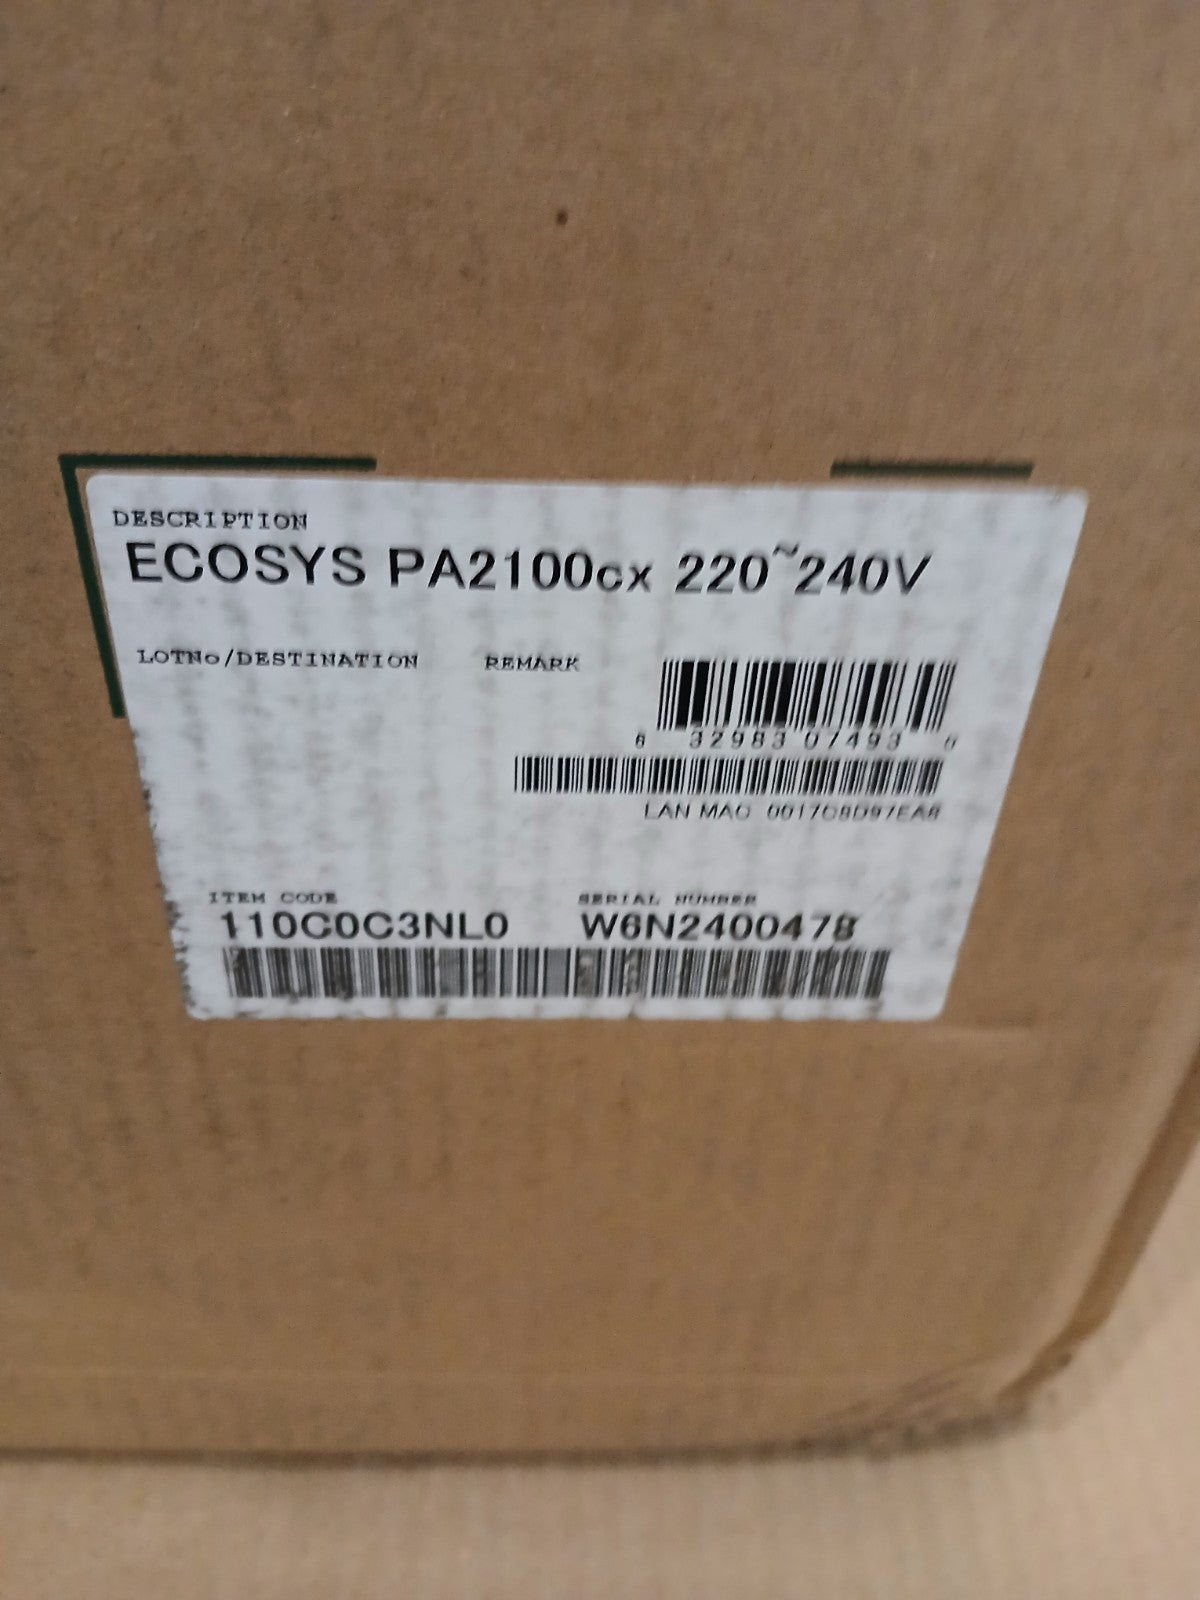 DESCRIPTION
ECOSYS PA2100cx 220~240V
LOTNo/DESTINATION REMARK
6 32983 07493 6
LAN MAC 0017C8D97EA8
ITEM CODE SERIAL NUMBER
110C0C3NL0 W6N2400478